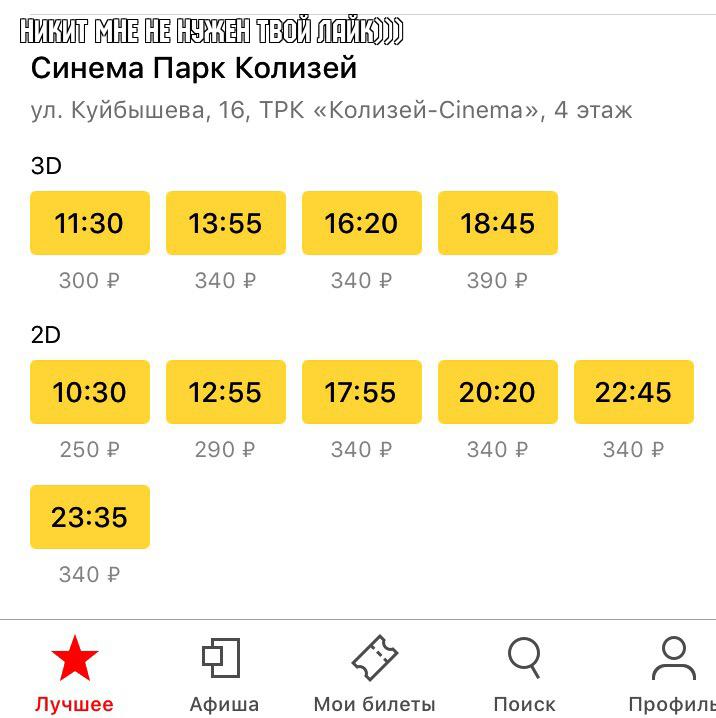 НИКИТ МНЕ НЕ НУЖЕН ТВОЙ ЛАЙК)))
Синема Парк Колизей
ул. Куйбышева, 16, ТРК «Колизей-Cinema», 4 этаж
3D
11:30 13:55 16:20 18:45
300 ₽ 340 ₽ 340 ₽ 390 ₽
2D
10:30 12:55 17:55 20:20 22:45
250 ₽ 290 ₽ 340 ₽ 340 ₽ 340 ₽
23:35
340 ₽
Лучшее Афиша Мои билеты Поиск Профиль